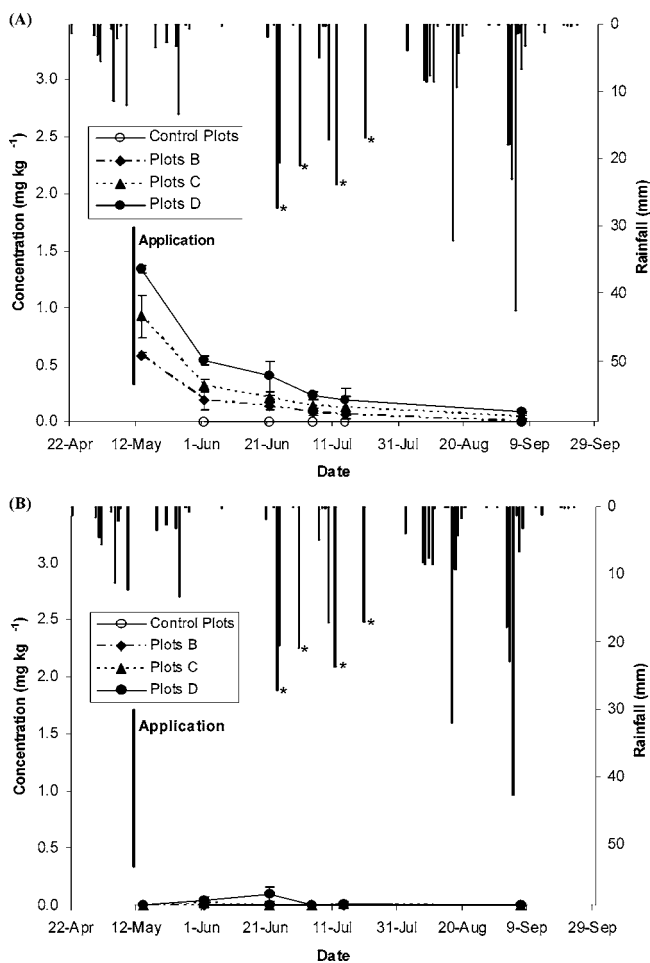 (A)
3.0
2.5
2.0
1.5
1.0
0.5
0.0
Concentration (mg kg -1)
Control Plots
Plots B
Plots C
Plots D
Application
*
*
*
*
0
10
20
30
40
50
Rainfall (mm)
22-Apr 12-May 1-Jun 21-Jun 11-Jul 31-Jul 20-Aug 9-Sep 29-Sep
Date
(B)
3.0
2.5
2.0
1.5
1.0
0.5
0.0
Concentration (mg kg -1)
Control Plots
Plots B
Plots C
Plots D
Application
*
*
*
*
0
10
20
30
40
50
Rainfall (mm)
22-Apr 12-May 1-Jun 21-Jun 11-Jul 31-Jul 20-Aug 9-Sep 29-Sep
Date